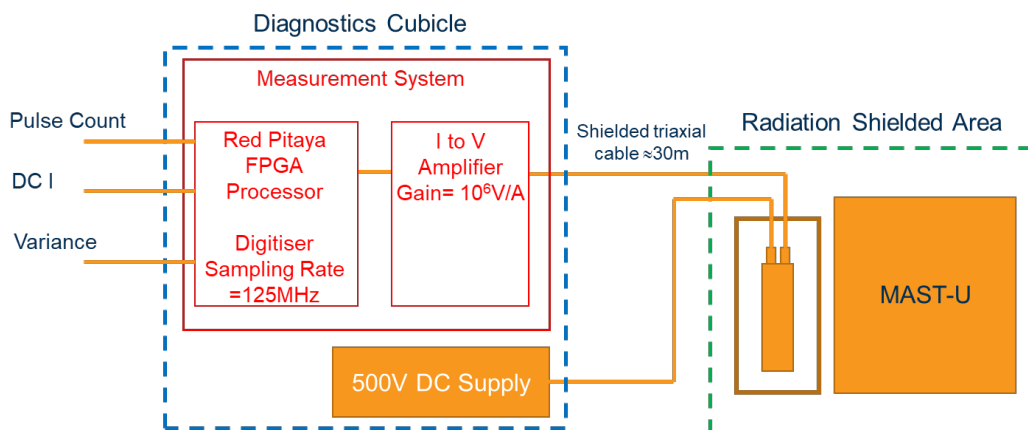 Diagnostics Cubicle
Measurement System
Pulse Count
DC I
Variance
Red Pitaya
FPGA
Processor
Digitiser
Sampling Rate
=125MHz
I to V
Amplifier
Gain= 10⁶V/A
Shielded triaxial
cable ≈30m
Radiation Shielded Area
MAST-U
500V DC Supply